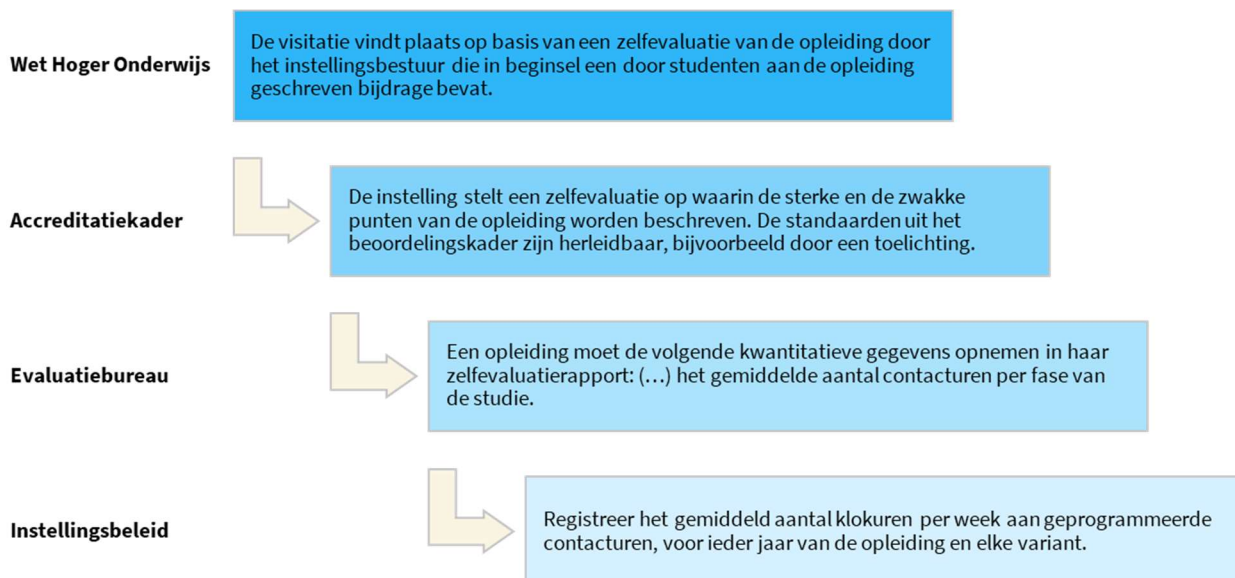 Wet Hoger Onderwijs
De visitatie vindt plaats op basis van een zelfevaluatie van de opleiding door
het instellingsbestuur die in beginsel een door studenten aan de opleiding
geschreven bijdrage bevat.
Accreditatiekader
De instelling stelt een zelfevaluatie op waarin de sterke en de zwakke
punten van de opleiding worden beschreven. De standaarden uit het
beoordelingskader zijn herleidbaar, bijvoorbeeld door een toelichting.
Evaluatiebureau
Een opleiding moet de volgende kwantitatieve gegevens opnemen in haar
zelfevaluatierapport: (…) het gemiddelde aantal contacturen per fase van
de studie.
Instellingsbeleid
Registreer het gemiddeld aantal klokuren per week aan geprogrammeerde
contacturen, voor ieder jaar van de opleiding en elke variant.